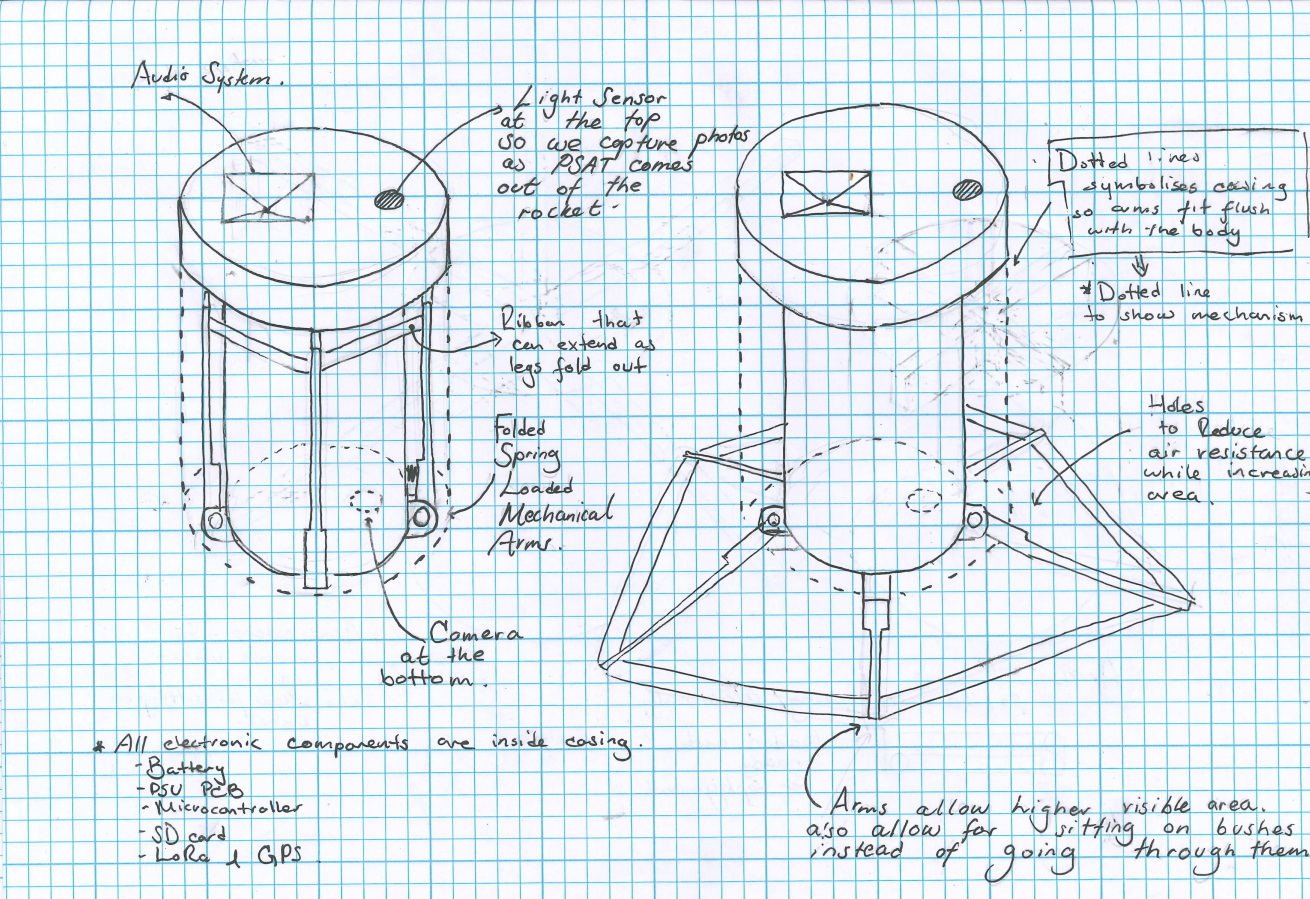 Audio System.
Light Sensor
at the top
so we capture photos
as PSAT comes
out of the
rocket.
Ribbon that
can extend as
legs fold out
Folded
Spring
Loaded
Mechanical
Arms.
Camera
at the
bottom.
* All electronic components are inside casing.
- Battery
- PSU PCB
- Microcontroller
- SD card
- LoRa & GPS
Dotted lines
symbolises casing
so arms fit flush
with the body
* Dotted line
to show mechanism
Holes
to Reduce
air resistance
while increasin
area.
Arms allow higher visible area.
also allow for sitting on bushes
instead of going through them